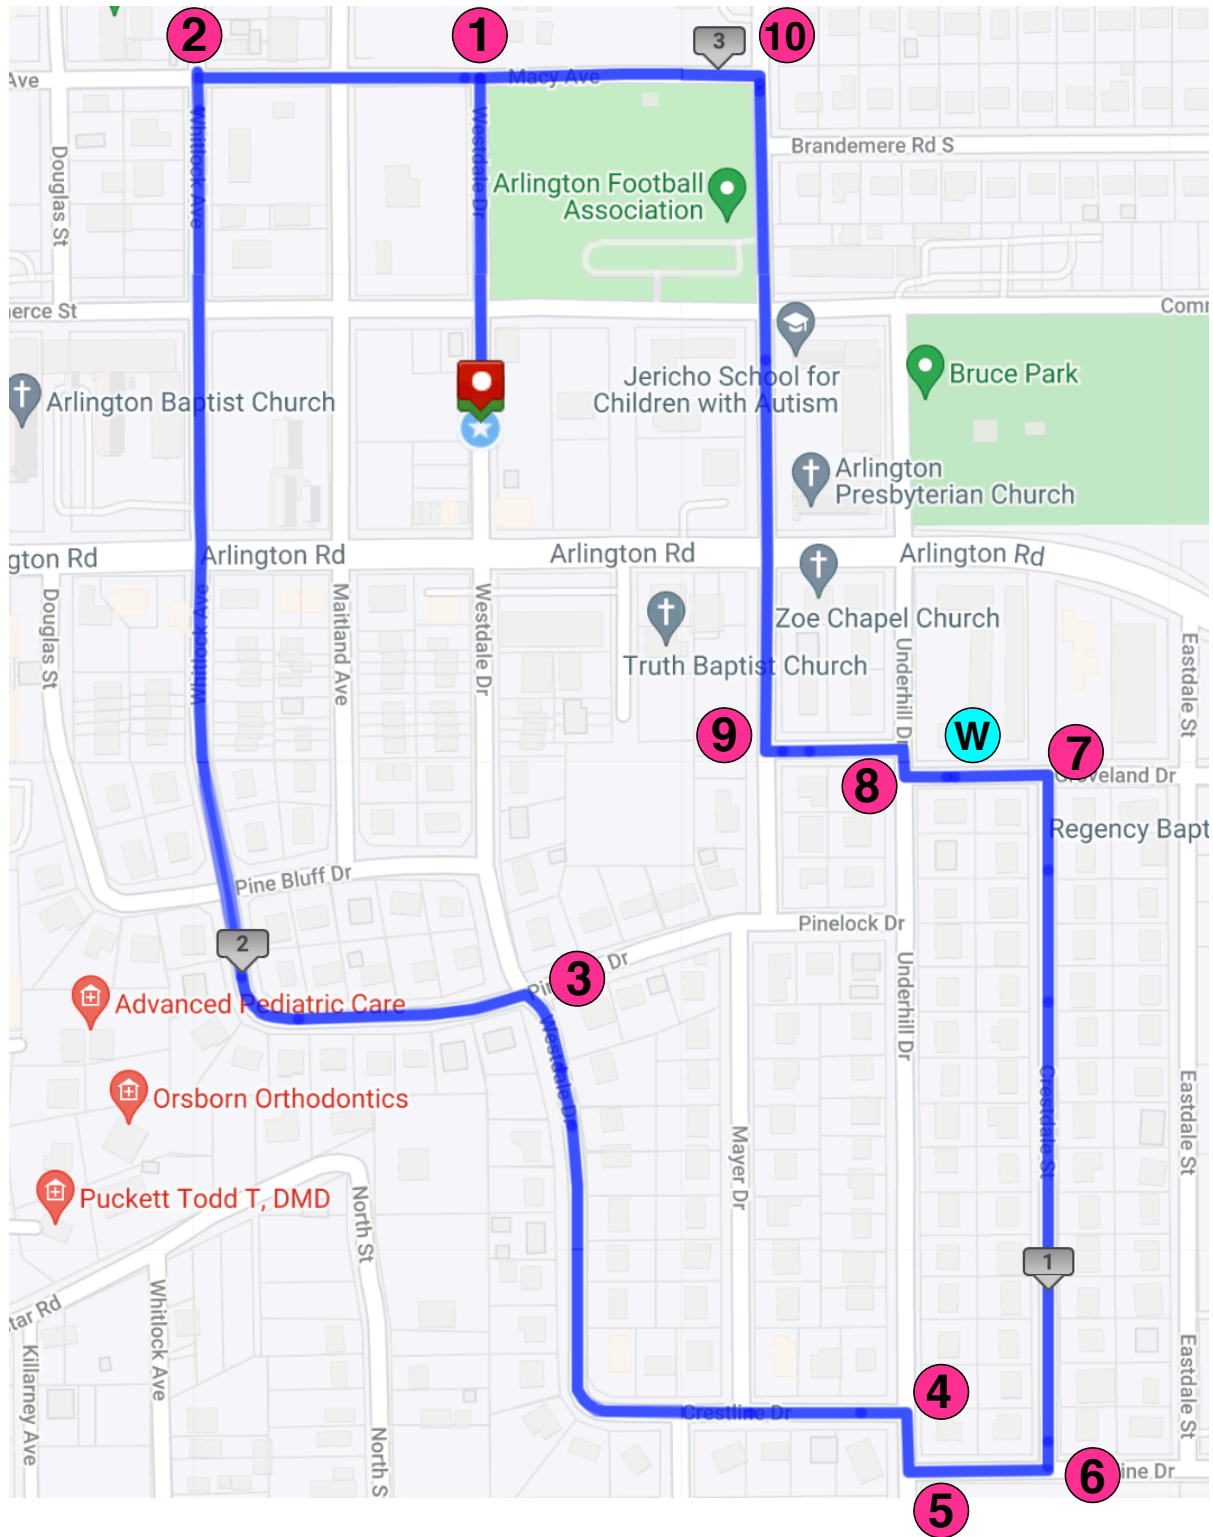 2
1
3
10
Ave
Macy Ave
Whitlock Ave
Westdale Dr
Brandemere Rd S
Douglas St
Arlington Football
Association
erce St
Comm
Jericho School for
Children with Autism
Bruce Park
Arlington Baptist Church
Arlington
Presbyterian Church
gton Rd
Arlington Rd
Arlington Rd
Arlington Rd
Zoe Chapel Church
Truth Baptist Church
Douglas St
Whitlock Ave
Maitland Ave
Westdale Dr
Underhill Dr
Eastdale St
9
W
7
8
Groveland Dr
Regency Bapt
Pine Bluff Dr
Pinelock Dr
2
3
Advanced Pediatric Care
Westdale Dr
Underhill Dr
Orsborn Orthodontics
Crestdale St
Eastdale St
Mayer Dr
Puckett Todd T, DMD
North St
1
tar Rd
Whitlock Ave
Killarney Ave
Eastdale St
4
Crestline Dr
North S
6
ine Dr
5